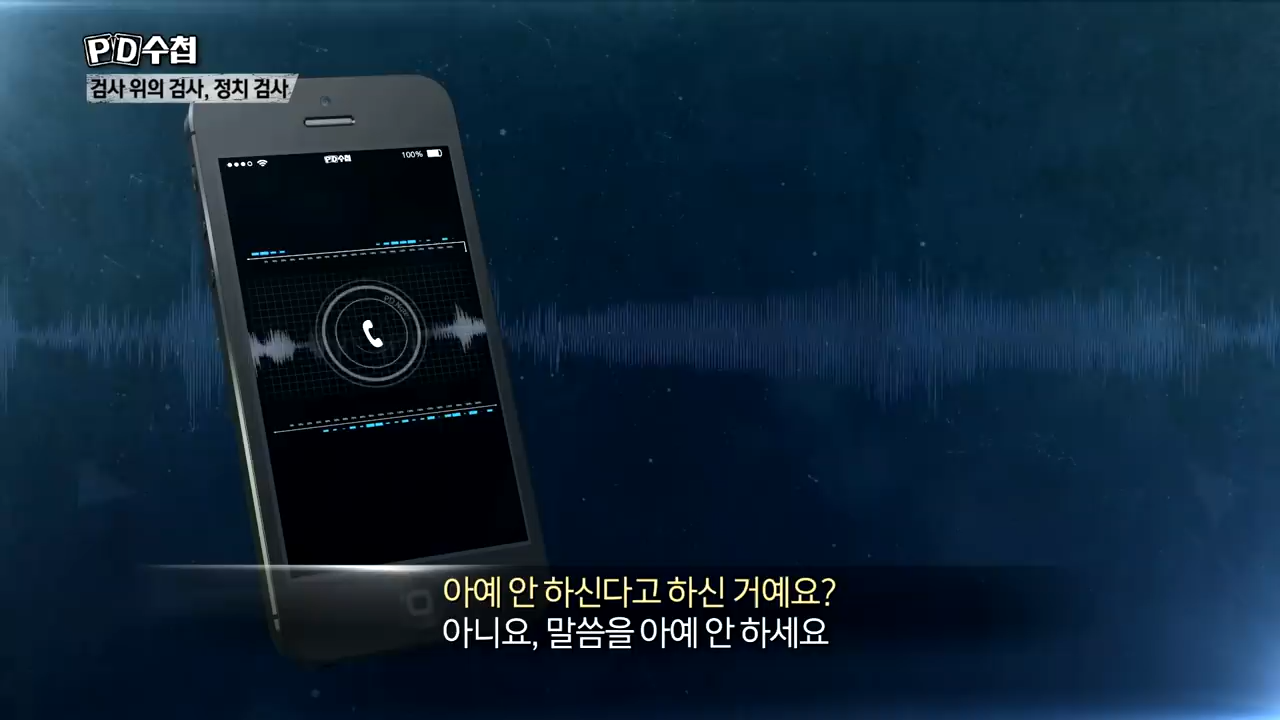 PD수첩
검사 위의 검사, 정치 검사
PD수첩
100%
아예 안 하신다고 하신 거예요?
아니요, 말씀을 아예 안 하세요